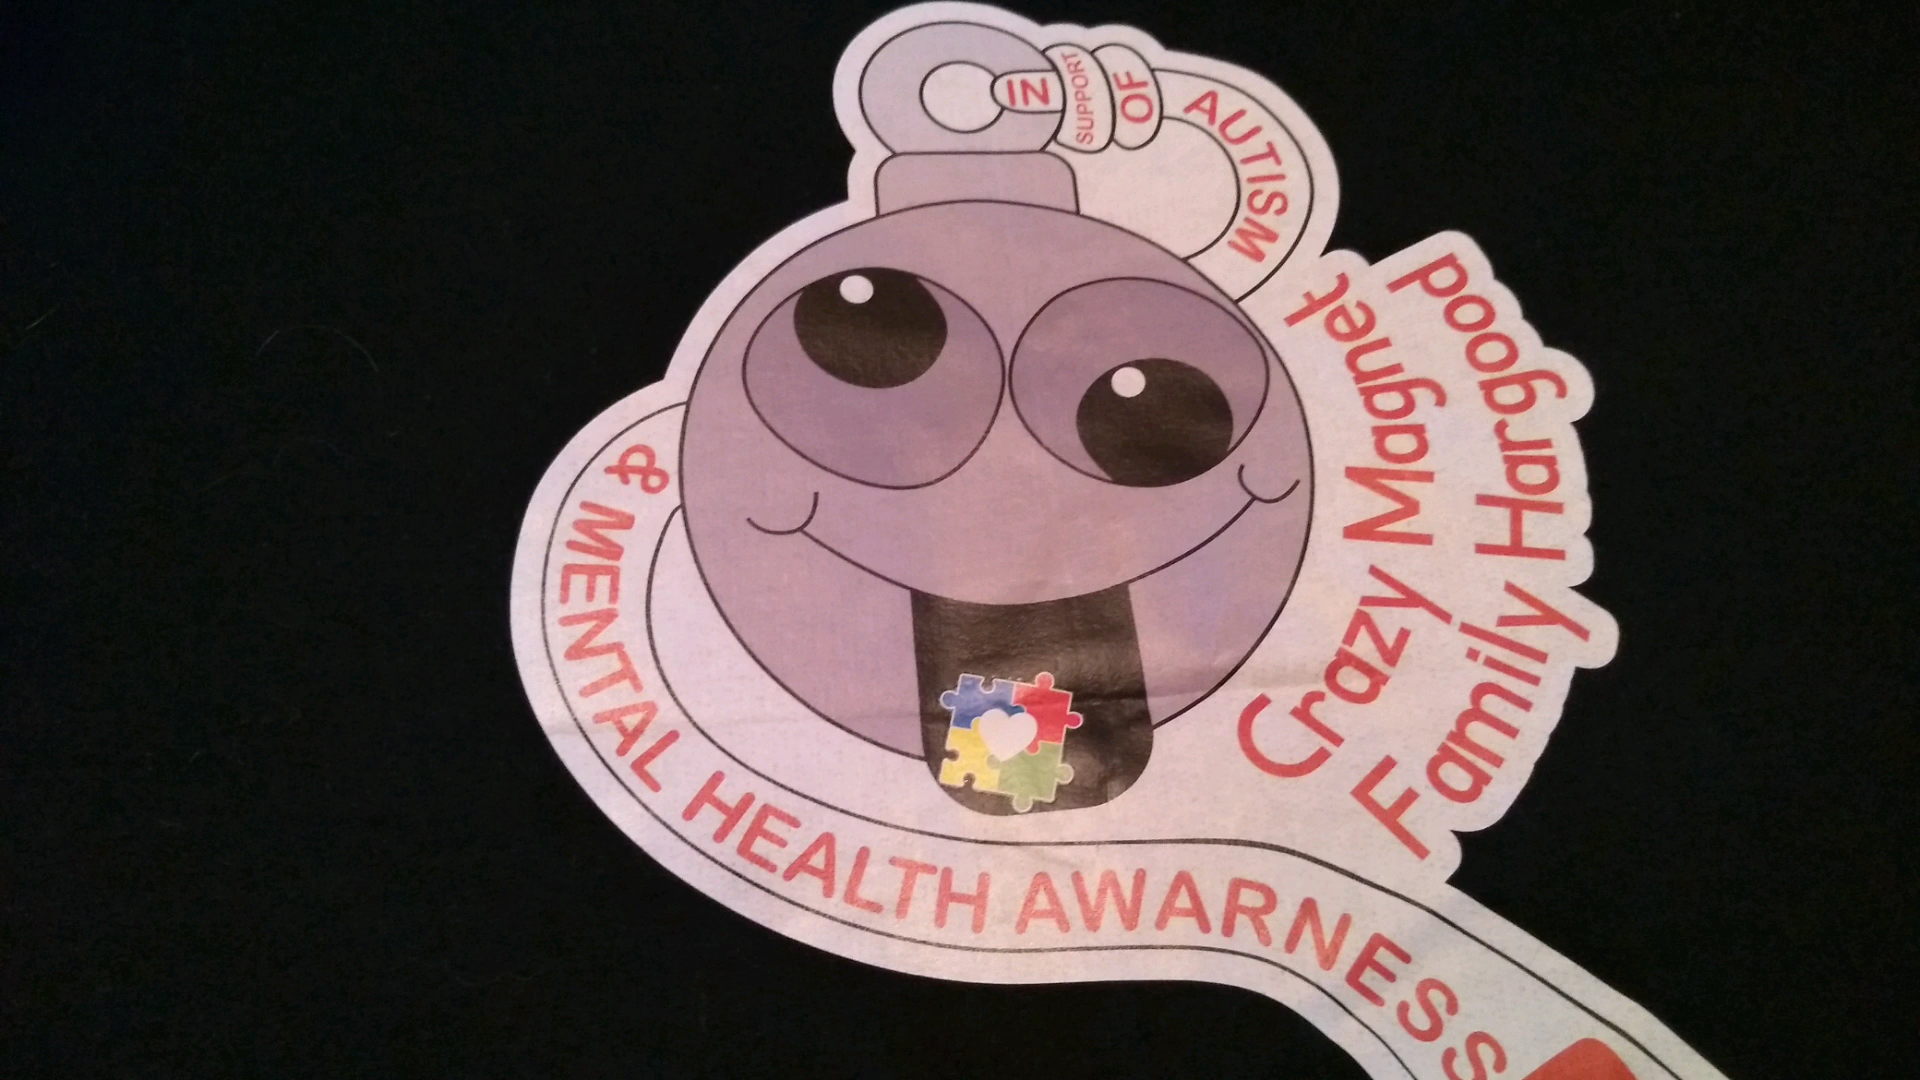 IN
SUPPORT
OF
AUTISM
& MENTAL HEALTH AWARNESS
Crazy Magnet
Family Hargood